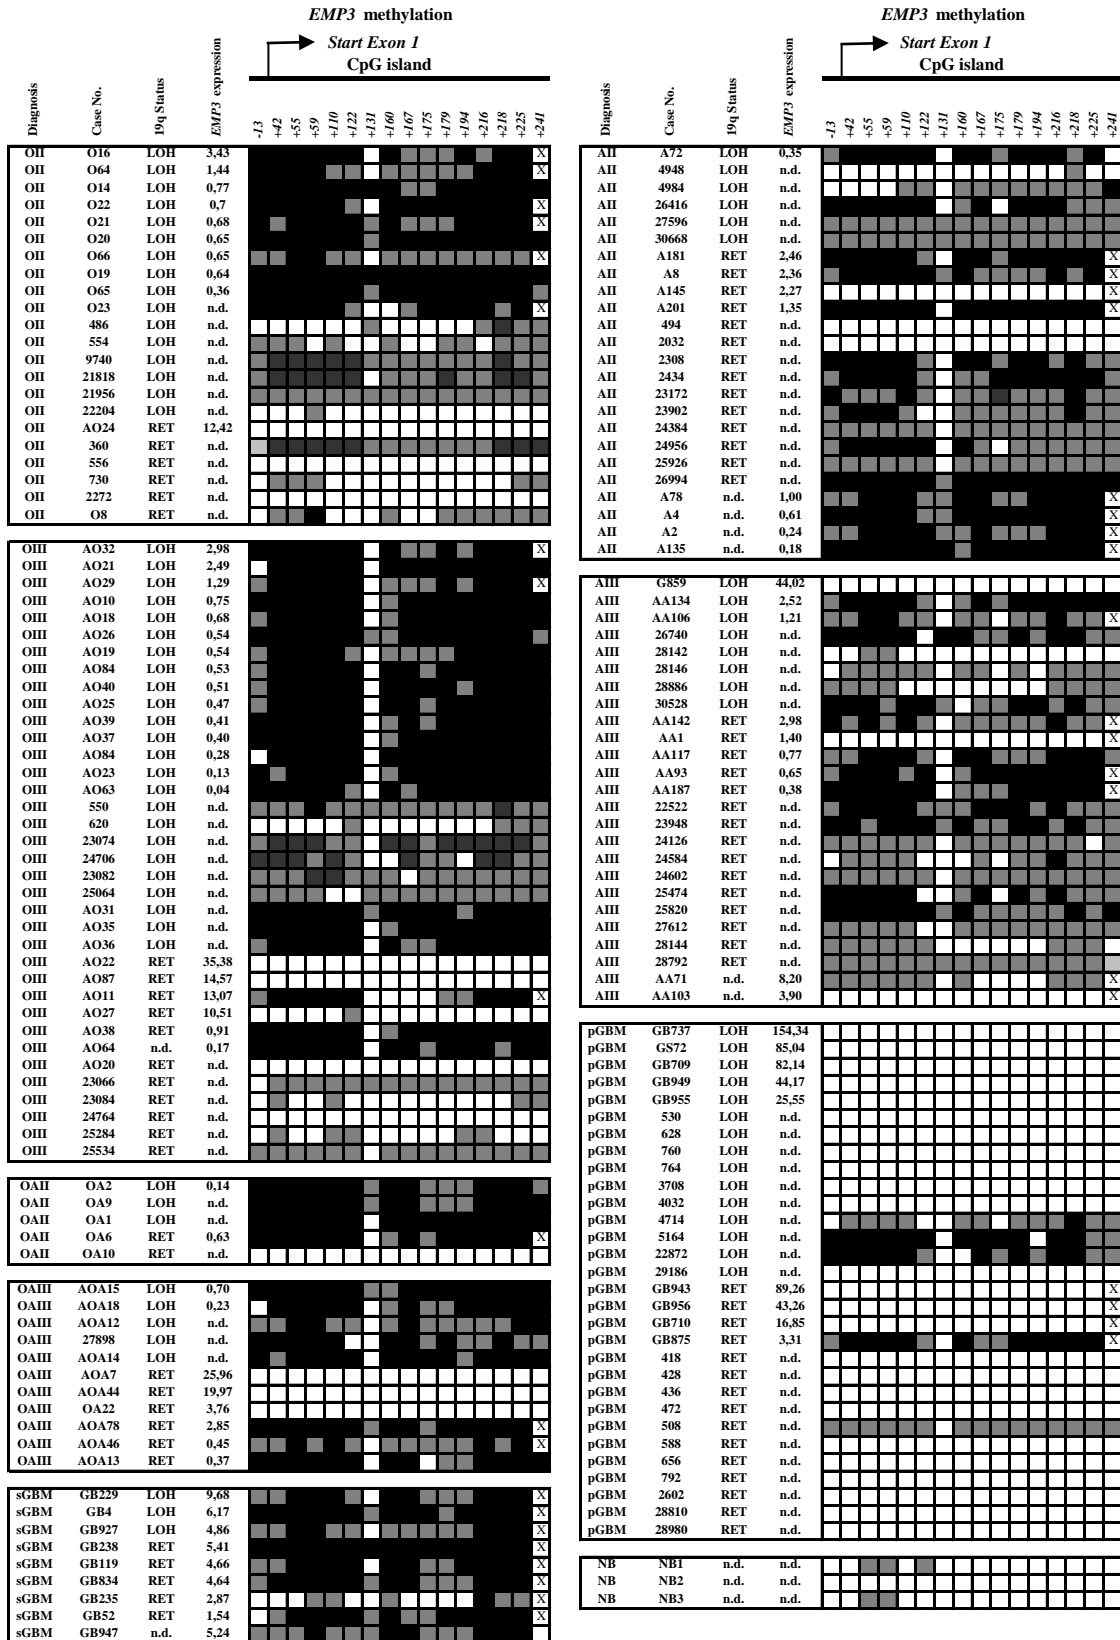 EMP3 methylation
Start Exon 1
CpG island
Diagnosis Case No. 19q Status EMP3 expression -13 +42 +55 +59 +110 +122 +131 +160 +167 +175 +179 +194 +216 +218 +225 +241
OII O16 LOH 3,43 X
OII O64 LOH 1,44 X
OII O14 LOH 0,77
OII O22 LOH 0,7 X
OII O21 LOH 0,68 X
OII O20 LOH 0,65
OII O66 LOH 0,65 X
OII O19 LOH 0,64
OII O65 LOH 0,36
OII O23 LOH n.d. X
OII 486 LOH n.d.
OII 554 LOH n.d.
OII 9740 LOH n.d.
OII 21818 LOH n.d.
OII 21956 LOH n.d.
OII 22204 LOH n.d.
OII AO24 RET 12,42
OII 360 RET n.d.
OII 556 RET n.d.
OII 730 RET n.d.
OII 2272 RET n.d.
OII O8 RET n.d.
OIII AO32 LOH 2,98 X
OIII AO21 LOH 2,49
OIII AO29 LOH 1,29 X
OIII AO10 LOH 0,75
OIII AO18 LOH 0,68
OIII AO26 LOH 0,54
OIII AO19 LOH 0,54
OIII AO84 LOH 0,53
OIII AO40 LOH 0,51
OIII AO25 LOH 0,47
OIII AO39 LOH 0,41
OIII AO37 LOH 0,40
OIII AO84 LOH 0,28
OIII AO23 LOH 0,13
OIII AO63 LOH 0,04
OIII 550 LOH n.d.
OIII 620 LOH n.d.
OIII 23074 LOH n.d.
OIII 24706 LOH n.d.
OIII 23082 LOH n.d.
OIII 25064 LOH n.d.
OIII AO31 LOH n.d.
OIII AO35 LOH n.d.
OIII AO36 LOH n.d.
OIII AO22 RET 35,38
OIII AO87 RET 14,57
OIII AO11 RET 13,07 X
OIII AO27 RET 10,51
OIII AO38 RET 0,91
OIII AO64 n.d. 0,17
OIII AO20 RET n.d.
OIII 23066 RET n.d.
OIII 23084 RET n.d.
OIII 24764 RET n.d.
OIII 25284 RET n.d.
OIII 25534 RET n.d.
OAII OA2 LOH 0,14
OAII OA9 LOH n.d.
OAII OA1 LOH n.d.
OAII OA6 RET 0,63 X
OAII OA10 RET n.d.
OAIII AOA15 LOH 0,70
OAIII AOA18 LOH 0,23
OAIII AOA12 LOH n.d.
OAIII 27898 LOH n.d.
OAIII AOA14 LOH n.d.
OAIII AOA7 RET 25,96
OAIII AOA44 RET 19,97
OAIII OA22 RET 3,76
OAIII AOA78 RET 2,85 X
OAIII AOA46 RET 0,45 X
OAIII AOA13 RET 0,37
sGBM GB229 LOH 9,68 X
sGBM GB4 LOH 6,17 X
sGBM GB927 LOH 4,86 X
sGBM GB238 RET 5,41 X
sGBM GB119 RET 4,66 X
sGBM GB834 RET 4,64 X
sGBM GB235 RET 2,87 X
sGBM GB52 RET 1,54 X
sGBM GB947 n.d. 5,24
EMP3 methylation
Start Exon 1
CpG island
Diagnosis Case No. 19q Status EMP3 expression -13 +42 +55 +59 +110 +122 +131 +160 +167 +175 +179 +194 +216 +218 +225 +241
AII A72 LOH 0,35 X
AII 4948 LOH n.d.
AII 4984 LOH n.d.
AII 26416 LOH n.d.
AII 27596 LOH n.d.
AII 30668 LOH n.d.
AII A181 RET 2,46 X
AII A8 RET 2,36 X
AII A145 RET 2,27 X
AII A201 RET 1,35 X
AII 494 RET n.d.
AII 2032 RET n.d.
AII 2308 RET n.d.
AII 2434 RET n.d.
AII 23172 RET n.d.
AII 23902 RET n.d.
AII 24384 RET n.d.
AII 24956 RET n.d.
AII 25926 RET n.d.
AII 26994 RET n.d.
AII A78 n.d. 1,00 X
AII A4 n.d. 0,61 X
AII A2 n.d. 0,24 X
AII A135 n.d. 0,18 X
AIII G859 LOH 44,02
AIII AA134 LOH 2,52
AIII AA106 LOH 1,21 X
AIII 26740 LOH n.d.
AIII 28142 LOH n.d.
AIII 28146 LOH n.d.
AIII 28886 LOH n.d.
AIII 30528 LOH n.d.
AIII AA142 RET 2,98 X
AIII AA1 RET 1,40 X
AIII AA117 RET 0,77
AIII AA93 RET 0,65 X
AIII AA187 RET 0,38 X
AIII 22522 RET n.d.
AIII 23948 RET n.d.
AIII 24126 RET n.d.
AIII 24584 RET n.d.
AIII 24602 RET n.d.
AIII 25474 RET n.d.
AIII 25820 RET n.d.
AIII 27612 RET n.d.
AIII 28144 RET n.d.
AIII 28792 RET n.d.
AIII AA71 n.d. 8,20 X
AIII AA103 n.d. 3,90 X
pGBM GB737 LOH 154,34
pGBM GS72 LOH 85,04
pGBM GB709 LOH 82,14
pGBM GB949 LOH 44,17
pGBM GB955 LOH 25,55
pGBM 530 LOH n.d.
pGBM 628 LOH n.d.
pGBM 760 LOH n.d.
pGBM 764 LOH n.d.
pGBM 3708 LOH n.d.
pGBM 4032 LOH n.d.
pGBM 4714 LOH n.d.
pGBM 5164 LOH n.d.
pGBM 22872 LOH n.d.
pGBM 29186 LOH n.d.
pGBM GB943 RET 89,26 X
pGBM GB956 RET 43,26 X
pGBM GB710 RET 16,85 X
pGBM GB875 RET 3,31 X
pGBM 418 RET n.d.
pGBM 428 RET n.d.
pGBM 436 RET n.d.
pGBM 472 RET n.d.
pGBM 508 RET n.d.
pGBM 588 RET n.d.
pGBM 656 RET n.d.
pGBM 792 RET n.d.
pGBM 2602 RET n.d.
pGBM 28810 RET n.d.
pGBM 28980 RET n.d.
NB NB1 n.d. n.d.
NB NB2 n.d. n.d.
NB NB3 n.d. n.d.